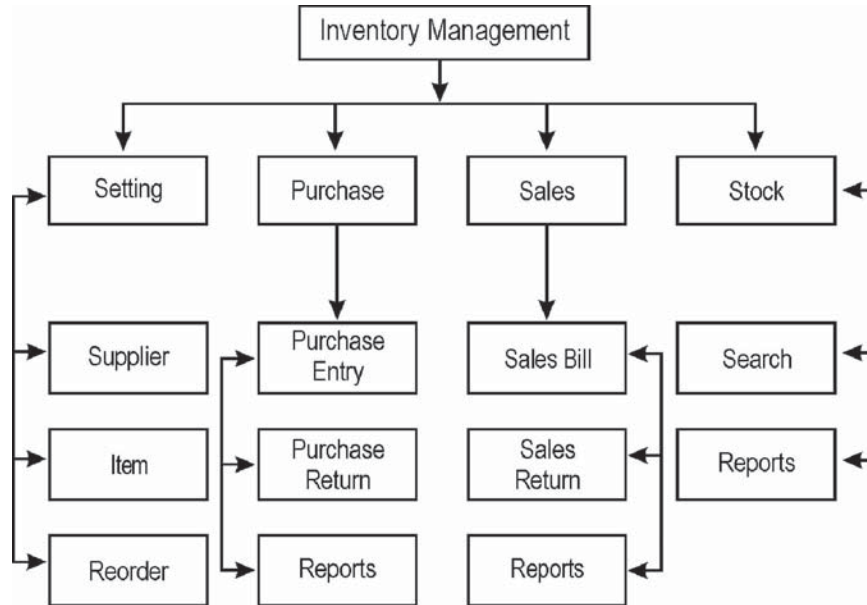 Inventory Management
Setting
Purchase
Sales
Stock
Supplier
Purchase
Entry
Sales Bill
Search
Item
Purchase
Return
Sales
Return
Reports
Reorder
Reports
Reports